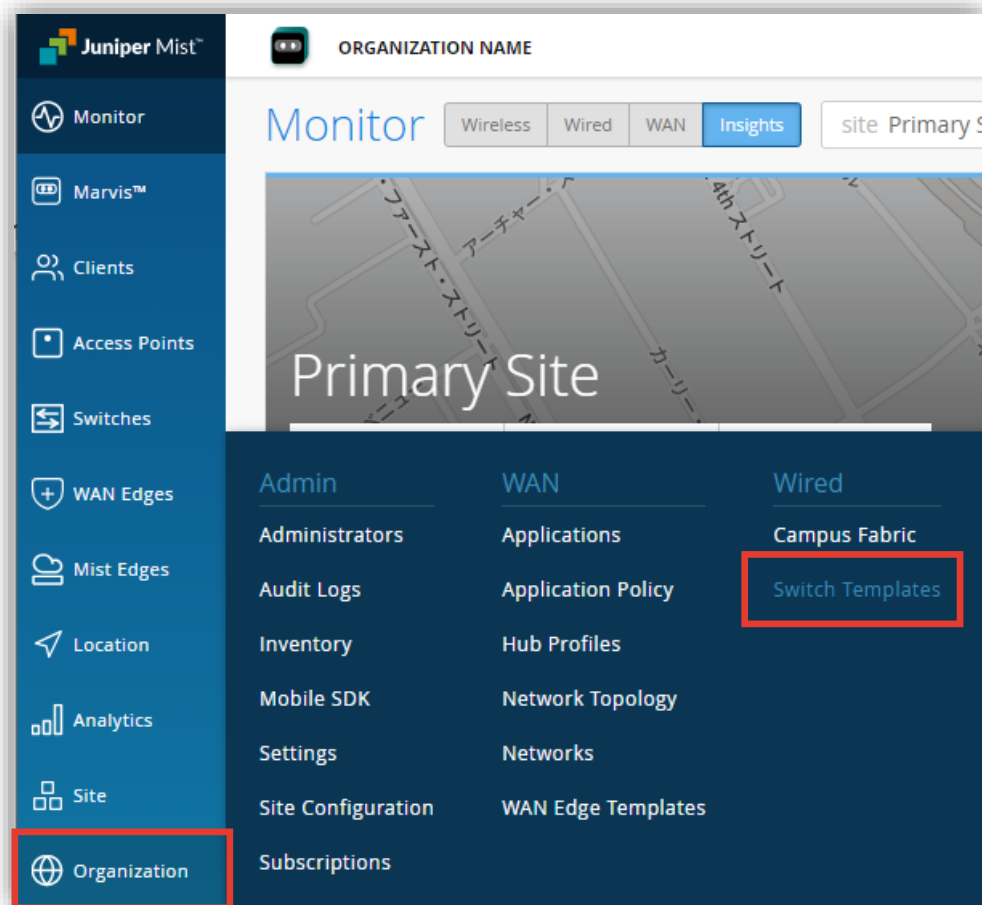 Juniper Mist™
ORGANIZATION NAME
Monitor
Marvis™
Clients
Access Points
Switches
WAN Edges
Mist Edges
Location
Analytics
Site
Organization
Monitor
Wireless
Wired
WAN
Insights
site Primary
ファースト・ストリート
アーチャー・
4th ストリート
カーリー・
Primary Site
Admin
Administrators
Audit Logs
Inventory
Mobile SDK
Settings
Site Configuration
Subscriptions
WAN
Applications
Application Policy
Hub Profiles
Network Topology
Networks
WAN Edge Templates
Wired
Campus Fabric
Switch Templates